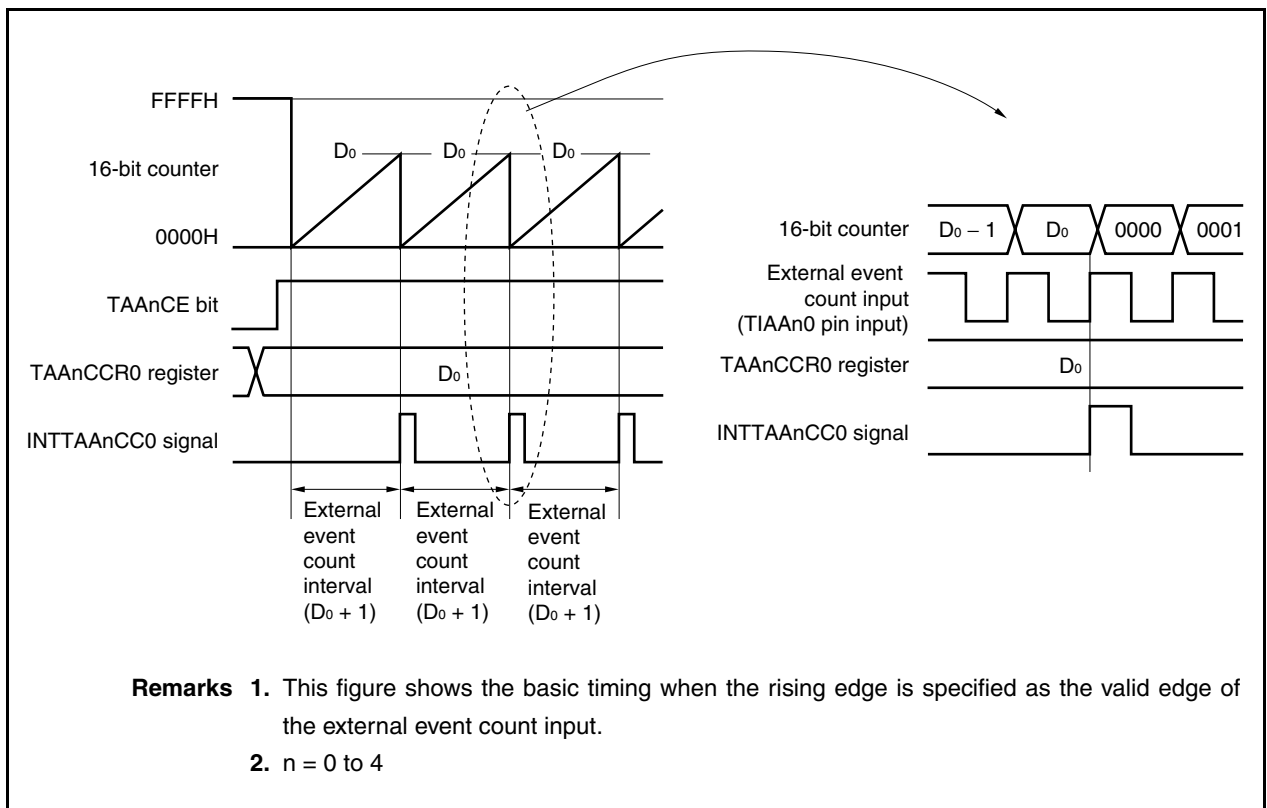 FFFFH
16-bit counter
0000H
D0 D0 D0
TAAnCE bit
TAAnCCR0 register
D0
INTTAAnCC0 signal
External
event
count
interval
(D0 + 1)
External
event
count
interval
(D0 + 1)
External
event
count
interval
(D0 + 1)
16-bit counter
D0 − 1 D0 0000 0001
External event
count input
(TIAAn0 pin input)
TAAnCCR0 register
D0
INTTAAnCC0 signal
Remarks 1. This figure shows the basic timing when the rising edge is specified as the valid edge of
the external event count input.
2. n = 0 to 4